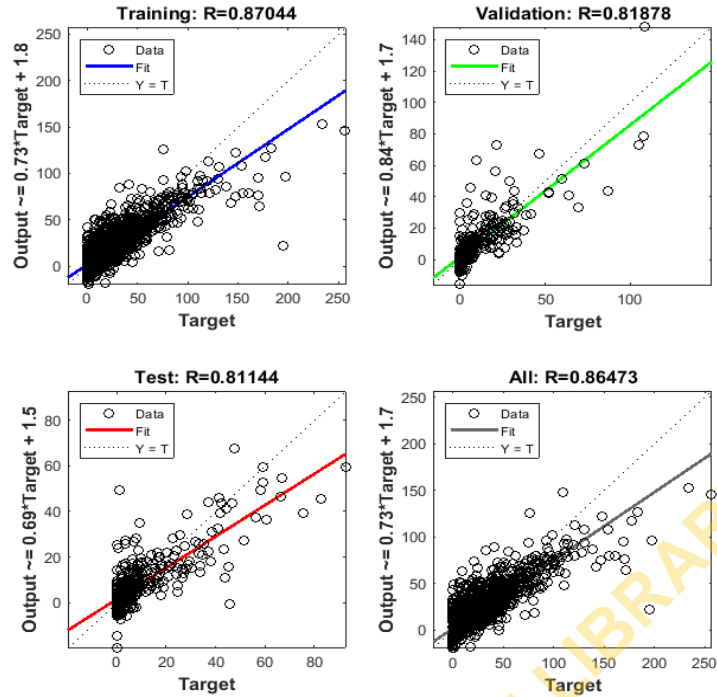 Training: R=0.87044
Output ~= 0.73*Target + 1.8
250
200
150
100
50
0
Data
Fit
Y = T
0 50 100 150 200 250
Target
Validation: R=0.81878
Output ~= 0.84*Target + 1.7
140
120
100
80
60
40
20
0
Data
Fit
Y = T
0 50 100
Target
Test: R=0.81144
Output ~= 0.69*Target + 1.5
80
60
40
20
0
Data
Fit
Y = T
0 20 40 60 80
Target
All: R=0.86473
Output ~= 0.73*Target + 1.7
250
200
150
100
50
0
Data
Fit
Y = T
0 50 100 150 200 250
Target
LIBRAR